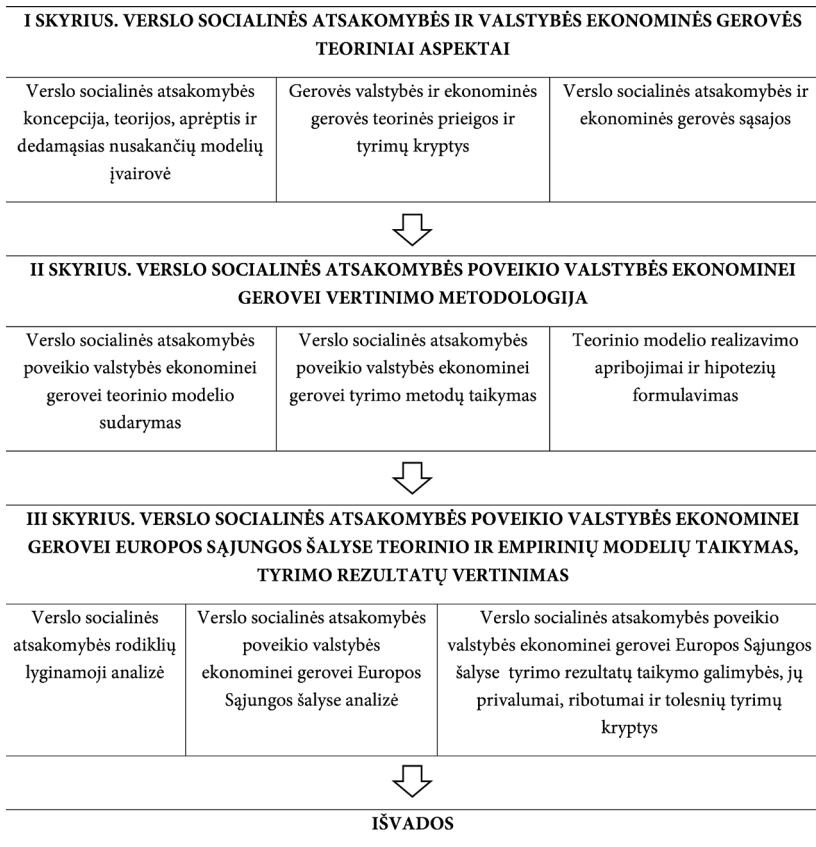 I SKYRIUS. VERSLO SOCIALINĖS ATSAKOMYBĖS IR VALSTYBĖS EKONOMINĖS GEROVĖS
TEORINIAI ASPEKTAI
Verslo socialinės atsakomybės
koncepcija, teorijos, aprėptis ir
dedamąsias nusakančių modelių
įvairovė
Gerovės valstybės ir ekonominės
gerovės teorinės prieigos ir
tyrimų kryptys
Verslo socialinės atsakomybės ir
ekonominės gerovės sąsajos
II SKYRIUS. VERSLO SOCIALINĖS ATSAKOMYBĖS POVEIKIO VALSTYBĖS EKONOMINEI
GEROVEI VERTINIMO METODOLOGIJA
Verslo socialinės atsakomybės
poveikio valstybės ekonominei
gerovei teorinio modelio
sudarymas
Verslo socialinės atsakomybės
poveikio valstybės ekonominei
gerovei tyrimo metodų taikymas
Teorinio modelio realizavimo
apribojimai ir hipotezių
formulavimas
III SKYRIUS. VERSLO SOCIALINĖS ATSAKOMYBĖS POVEIKIO VALSTYBĖS EKONOMINEI
GEROVEI EUROPOS SĄJUNGOS ŠALYSE TEORINIO IR EMPIRINIŲ MODELIŲ TAIKYMAS,
TYRIMO REZULTATŲ VERTINIMAS
Verslo socialinės
atsakomybės rodiklių
lyginamoji analizė
Verslo socialinės atsakomybės
poveikio valstybės
ekonominei gerovei Europos
Sąjungos šalyse analizė
Verslo socialinės atsakomybės poveikio
valstybės ekonominei gerovei Europos Sąjungos
šalyse tyrimo rezultatų taikymo galimybės, jų
privalumai, ribotumai ir tolesnių tyrimų
kryptys
IŠVADOS